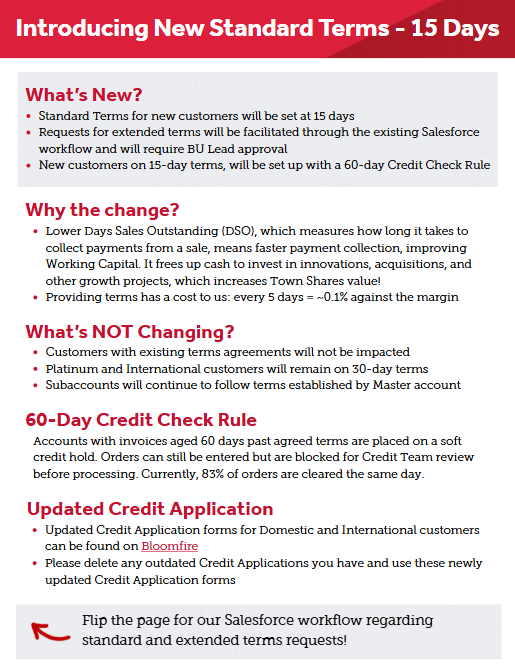 Introducing New Standard Terms - 15 Days
What's New?
• Standard Terms for new customers will be set at 15 days
• Requests for extended terms will be facilitated through the existing Salesforce
workflow and will require BU Lead approval
• New customers on 15-day terms, will be set up with a 60-day Credit Check Rule
Why the change?
• Lower Days Sales Outstanding (DSO), which measures how long it takes to
collect payments from a sale, means faster payment collection, improving
Working Capital. It frees up cash to invest in innovations, acquisitions, and
other growth projects, which increases Town Shares value!
• Providing terms has a cost to us: every 5 days = ~0.1% against the margin
What's NOT Changing?
• Customers with existing terms agreements will not be impacted
• Platinum and International customers will remain on 30-day terms
• Subaccounts will continue to follow terms established by Master account
60-Day Credit Check Rule
Accounts with invoices aged 60 days past agreed terms are placed on a soft
credit hold. Orders can still be entered but are blocked for Credit Team review
before processing. Currently, 83% of orders are cleared the same day.
Updated Credit Application
• Updated Credit Application forms for Domestic and International customers
can be found on Bloomfire
• Please delete any outdated Credit Applications you have and use these newly
updated Credit Application forms
Flip the page for our Salesforce workflow regarding
standard and extended terms requests!